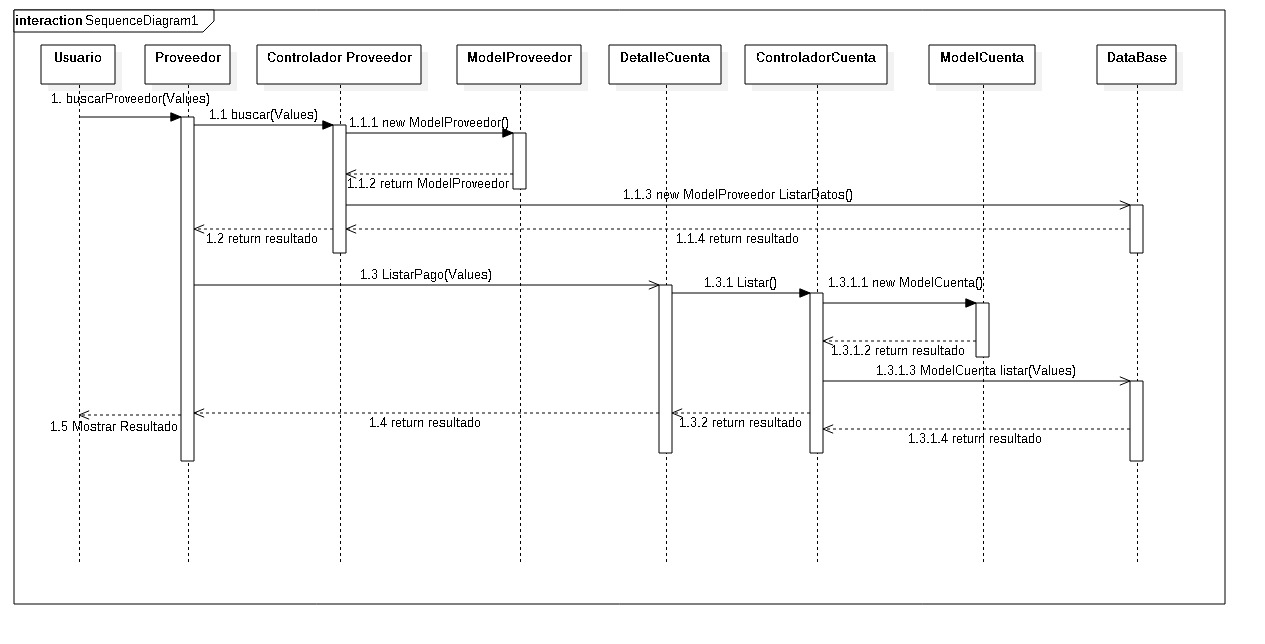 interaction SequenceDiagram1
Usuario
Proveedor
Controlador Proveedor
ModelProveedor
DetalleCuenta
ControladorCuenta
ModelCuenta
DataBase
1. buscarProveedor(Values)
1.1 buscar(Values)
1.1.1 new ModelProveedor()
1.1.2 return ModelProveedor
1.1.3 new ModelProveedor ListarDatos()
1.2 return resultado
1.1.4 return resultado
1.3 ListarPago(Values)
1.3.1 Listar()
1.3.1.1 new ModelCuenta()
1.3.1.2 return resultado
1.3.1.3 ModelCuenta listar(Values)
1.5 Mostrar Resultado
1.4 return resultado
1.3.2 return resultado
1.3.1.4 return resultado